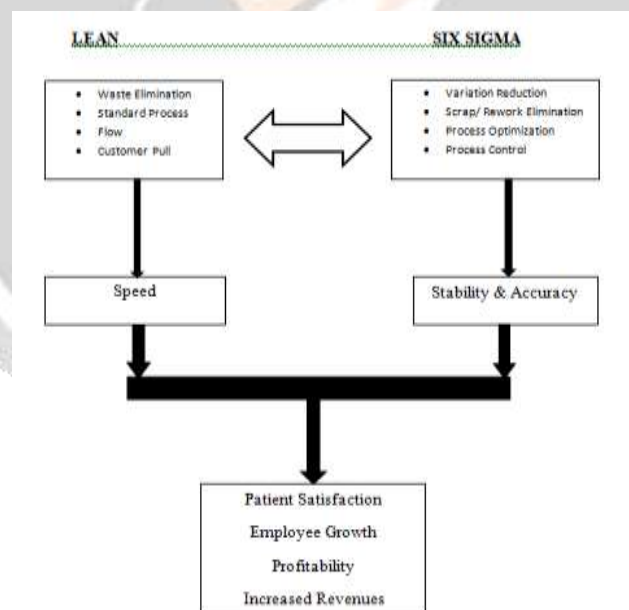 LEAN SIX SIGMA
Waste Elimination
Standard Process
Flow
Customer Pull
Variation Reduction
Scrap/ Rework Elimination
Process Optimization
Process Control
Speed
Stability & Accuracy
Patient Satisfaction
Employee Growth
Profitability
Increased Revenues